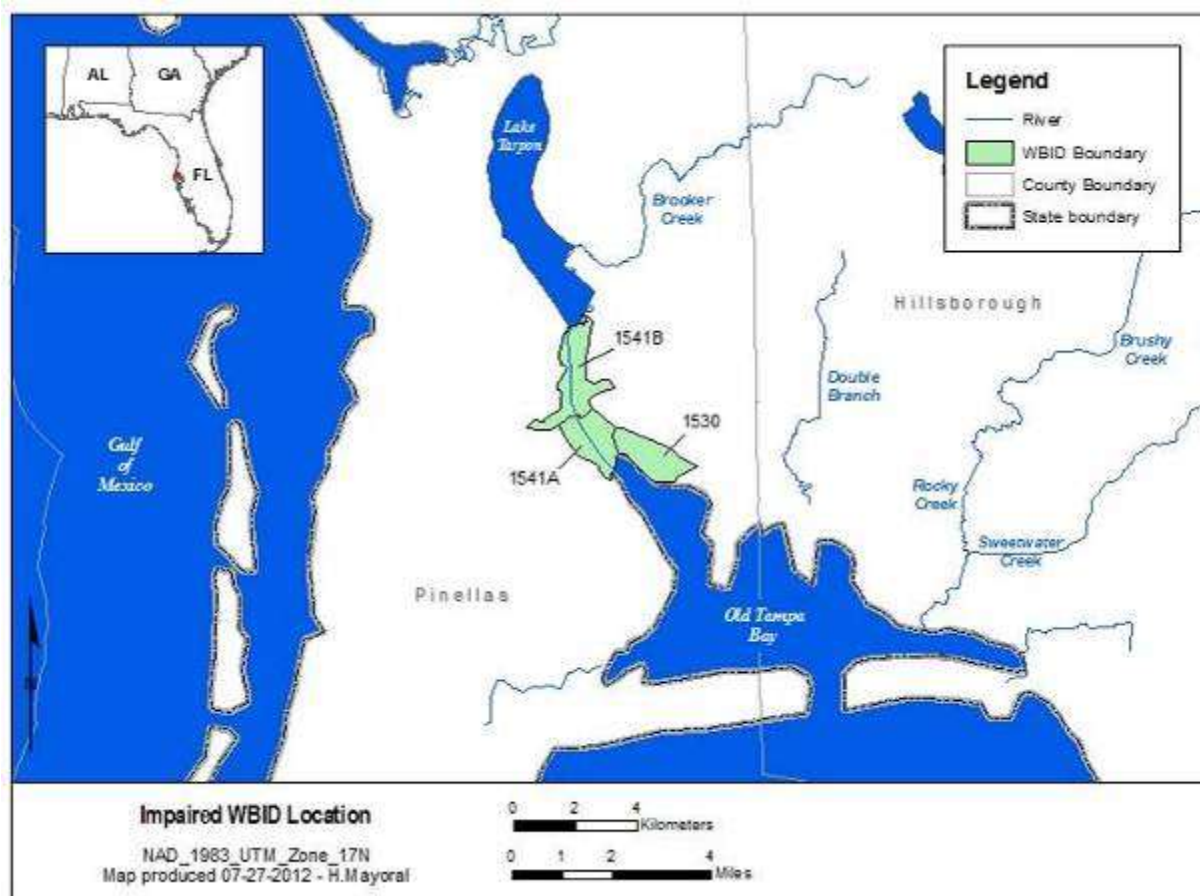 AL
GA
FL
Legend
River
WBID Boundary
County Boundary
State boundary
Lake
Tarpon
Brooker
Creek
Hillsborough
1541B
Brushy
Creek
Double
Branch
1530
Gulf
of
Mexico
1541A
Rocky
Creek
Sweetwater
Creek
Pinellas
Old Tampa
Bay
Impaired WBID Location
NAD_1983_UTM_Zone_17N
Map produced 07-27-2012 - H.Mayoral
0 2 4
Kilometers
0 1 2 4
Miles